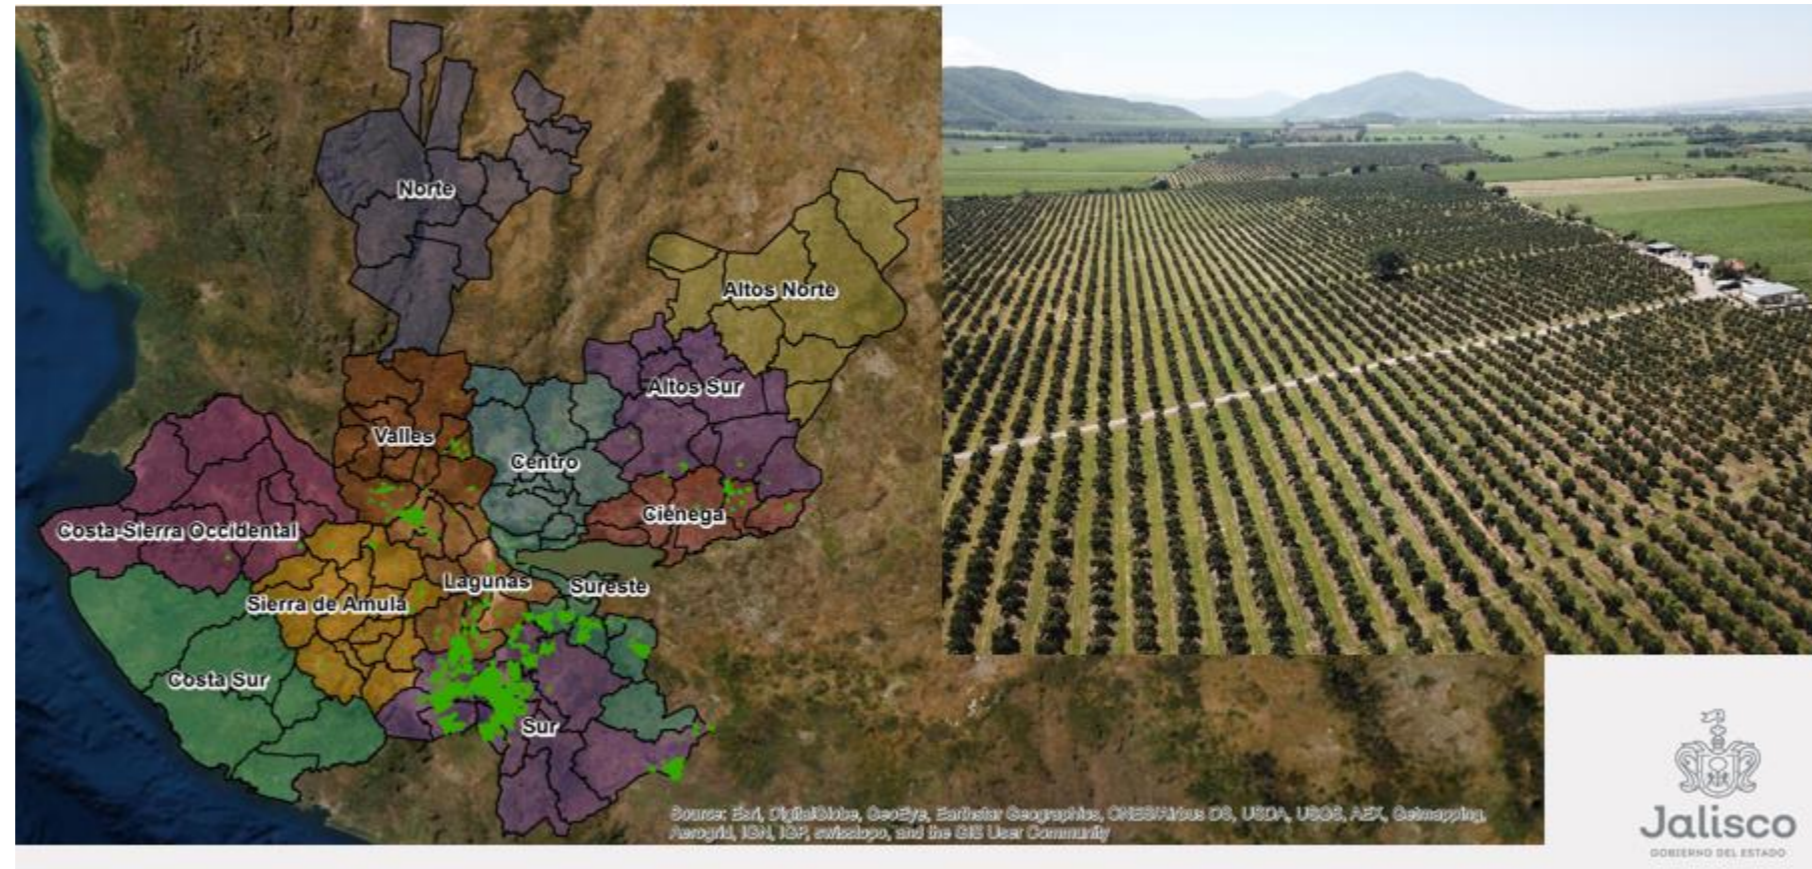 Norte
Altos Norte
Altos Sur
Valles
Centro
Ciénega
Costa-Sierra Occidental
Lagunas
Sureste
Sierra de Amula
Costa Sur
Sur
Source: Esri, DigitalGlobe, GeoEye, Earthstar Geographics, CNES/Airbus DS, USDA, USGS, AEX, Getmapping,
Aerogrid, IGN, IGP, swisstopo, and the GIS User Community
Jalisco
GOBIERNO DEL ESTADO